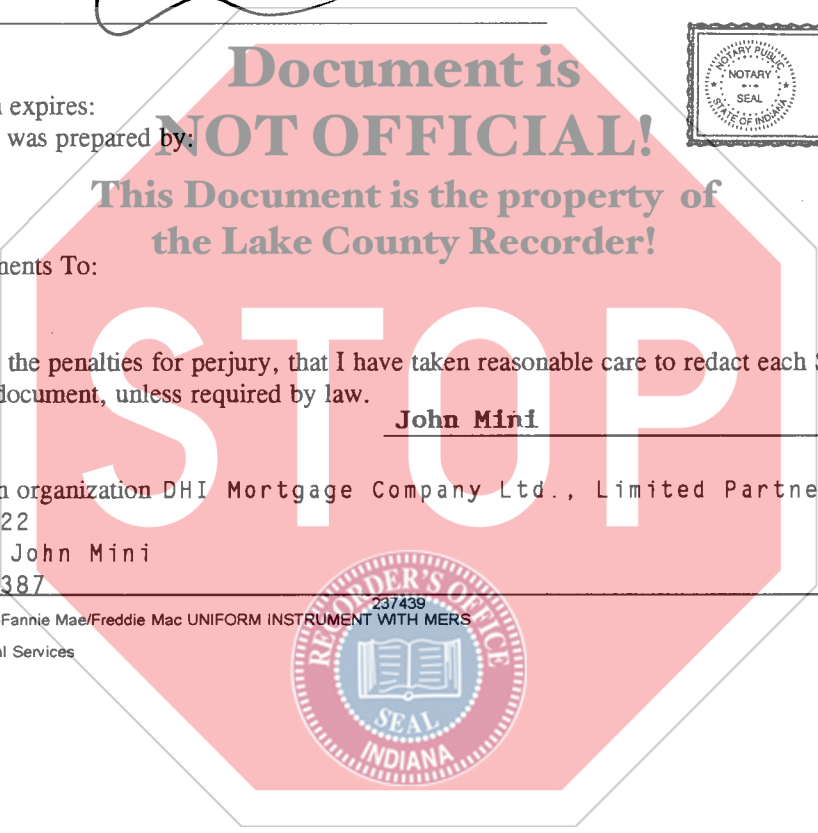 Document is
NOTARY PUBLIC
NOTARY
SEAL
STATE OF INDIANA
expires:
NOT OFFICIAL!
was prepared by:
This Document is the property of
the Lake County Recorder!
ments To:
STOP
the penalties for perjury, that I have taken reasonable care to redact each
document, unless required by law.
John Mini
n organization DHI Mortgage Company Ltd., Limited Partne
22
John Mini
387
237439
Fannie Mae/Freddie Mac UNIFORM INSTRUMENT WITH MERS
al Services
RECORDER'S OFFICE
SEAL
INDIANA